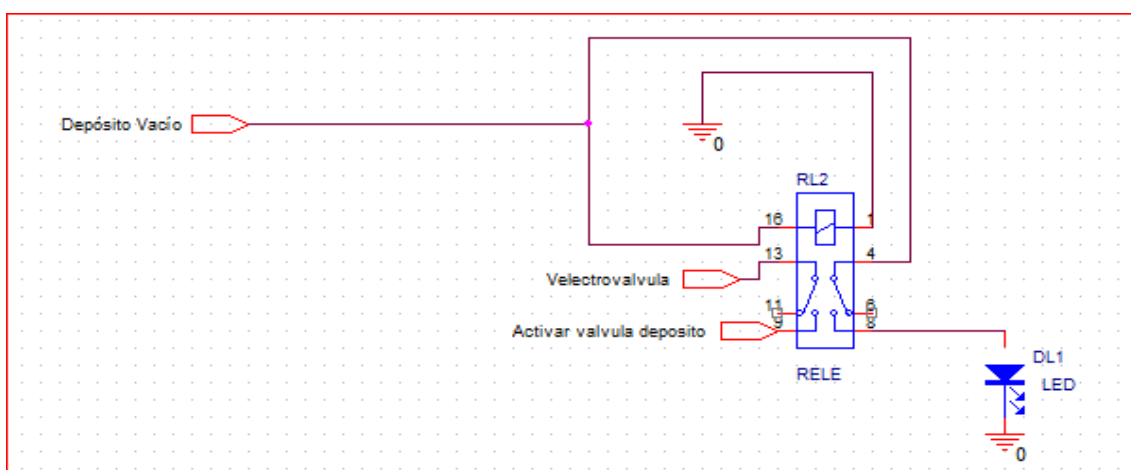 Depósito Vacío
0
RL2
16
1
13
4
Velectrovalvula
11
6
Activar valvula deposito
9
8
RELE
DL1
LED
0